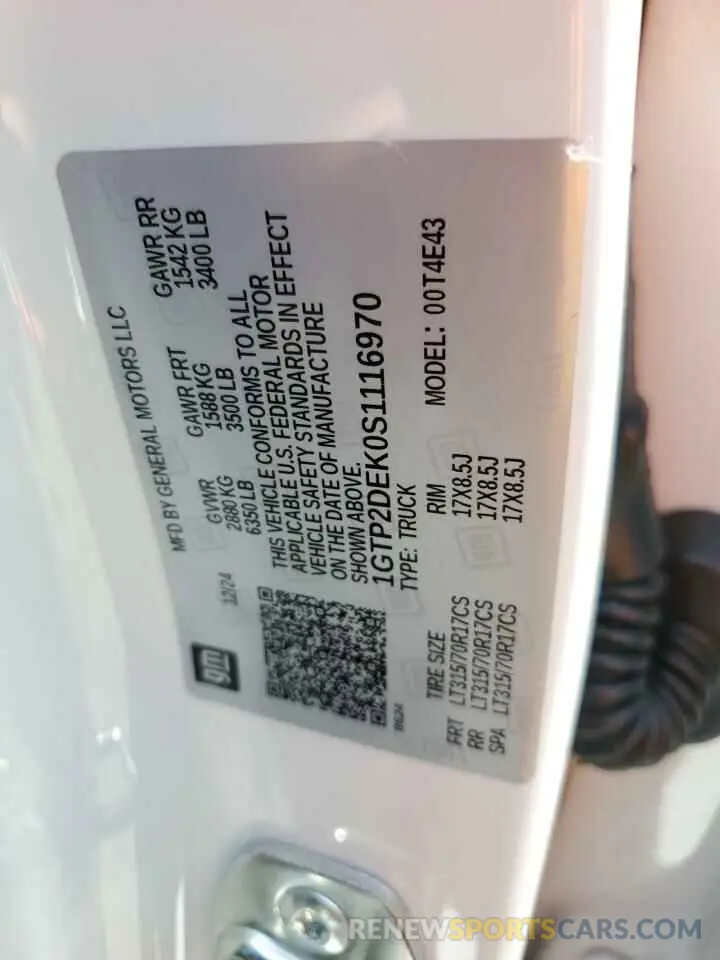 MFD BY GENERAL MOTORS LLC
gm
12/24
GVWR GAWR FRT GAWR RR
2880 KG 1588 KG 1542 KG
6350 LB 3500 LB 3400 LB
THIS VEHICLE CONFORMS TO ALL
APPLICABLE U.S. FEDERAL MOTOR
VEHICLE SAFETY STANDARDS IN EFFECT
ON THE DATE OF MANUFACTURE
SHOWN ABOVE.
1GTP2DEK0S1116970
TYPE: TRUCK MODEL: 00T4E43
TIRE SIZE RIM
FRT LT315/70R17CS 17X8.5J
RR LT315/70R17CS 17X8.5J
SPA LT315/70R17CS 17X8.5J
RENEWSPORTSCARS.COM